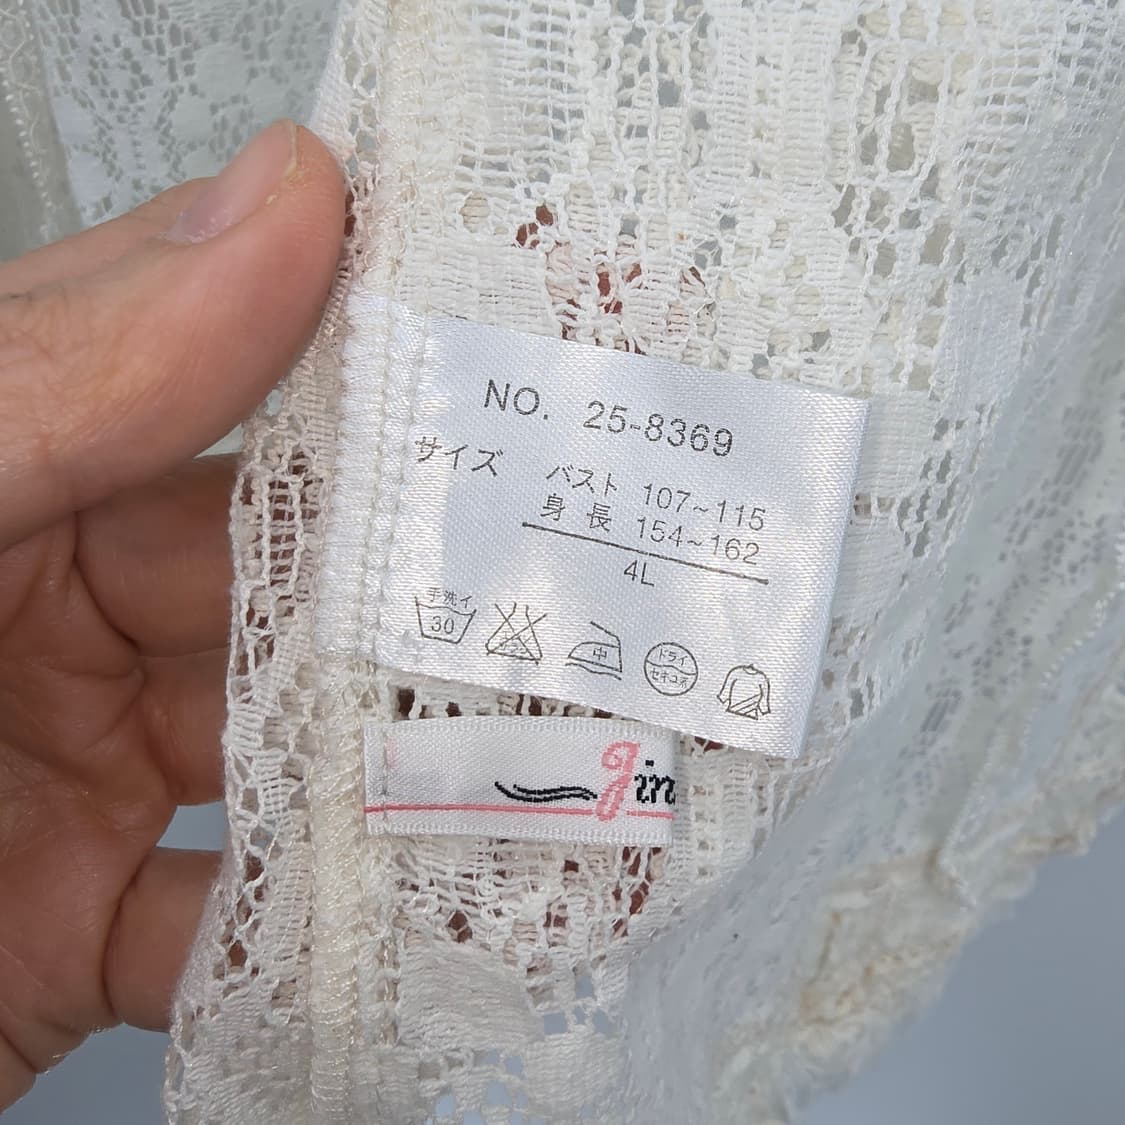 NO. 25-8369
サイズ バスト 107~115
身長 154~162
4L
手洗イ
30
中
ドライ
セキユ系